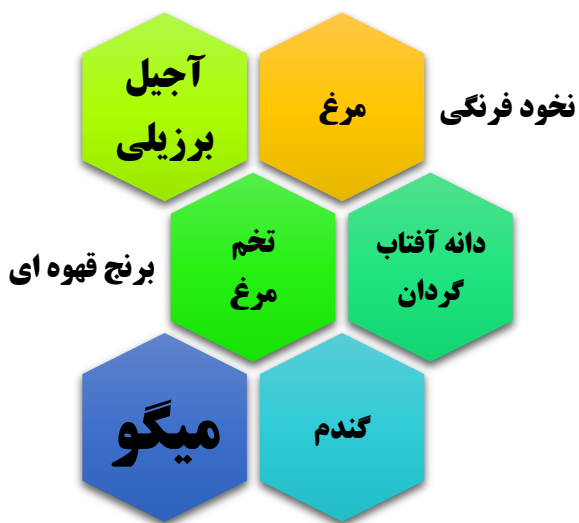 نخود فرنگی
مرغ
آجیل
برزیلی
دانه آفتاب
گردان
تخم
مرغ
برنج قهوه ای
گندم
میگو